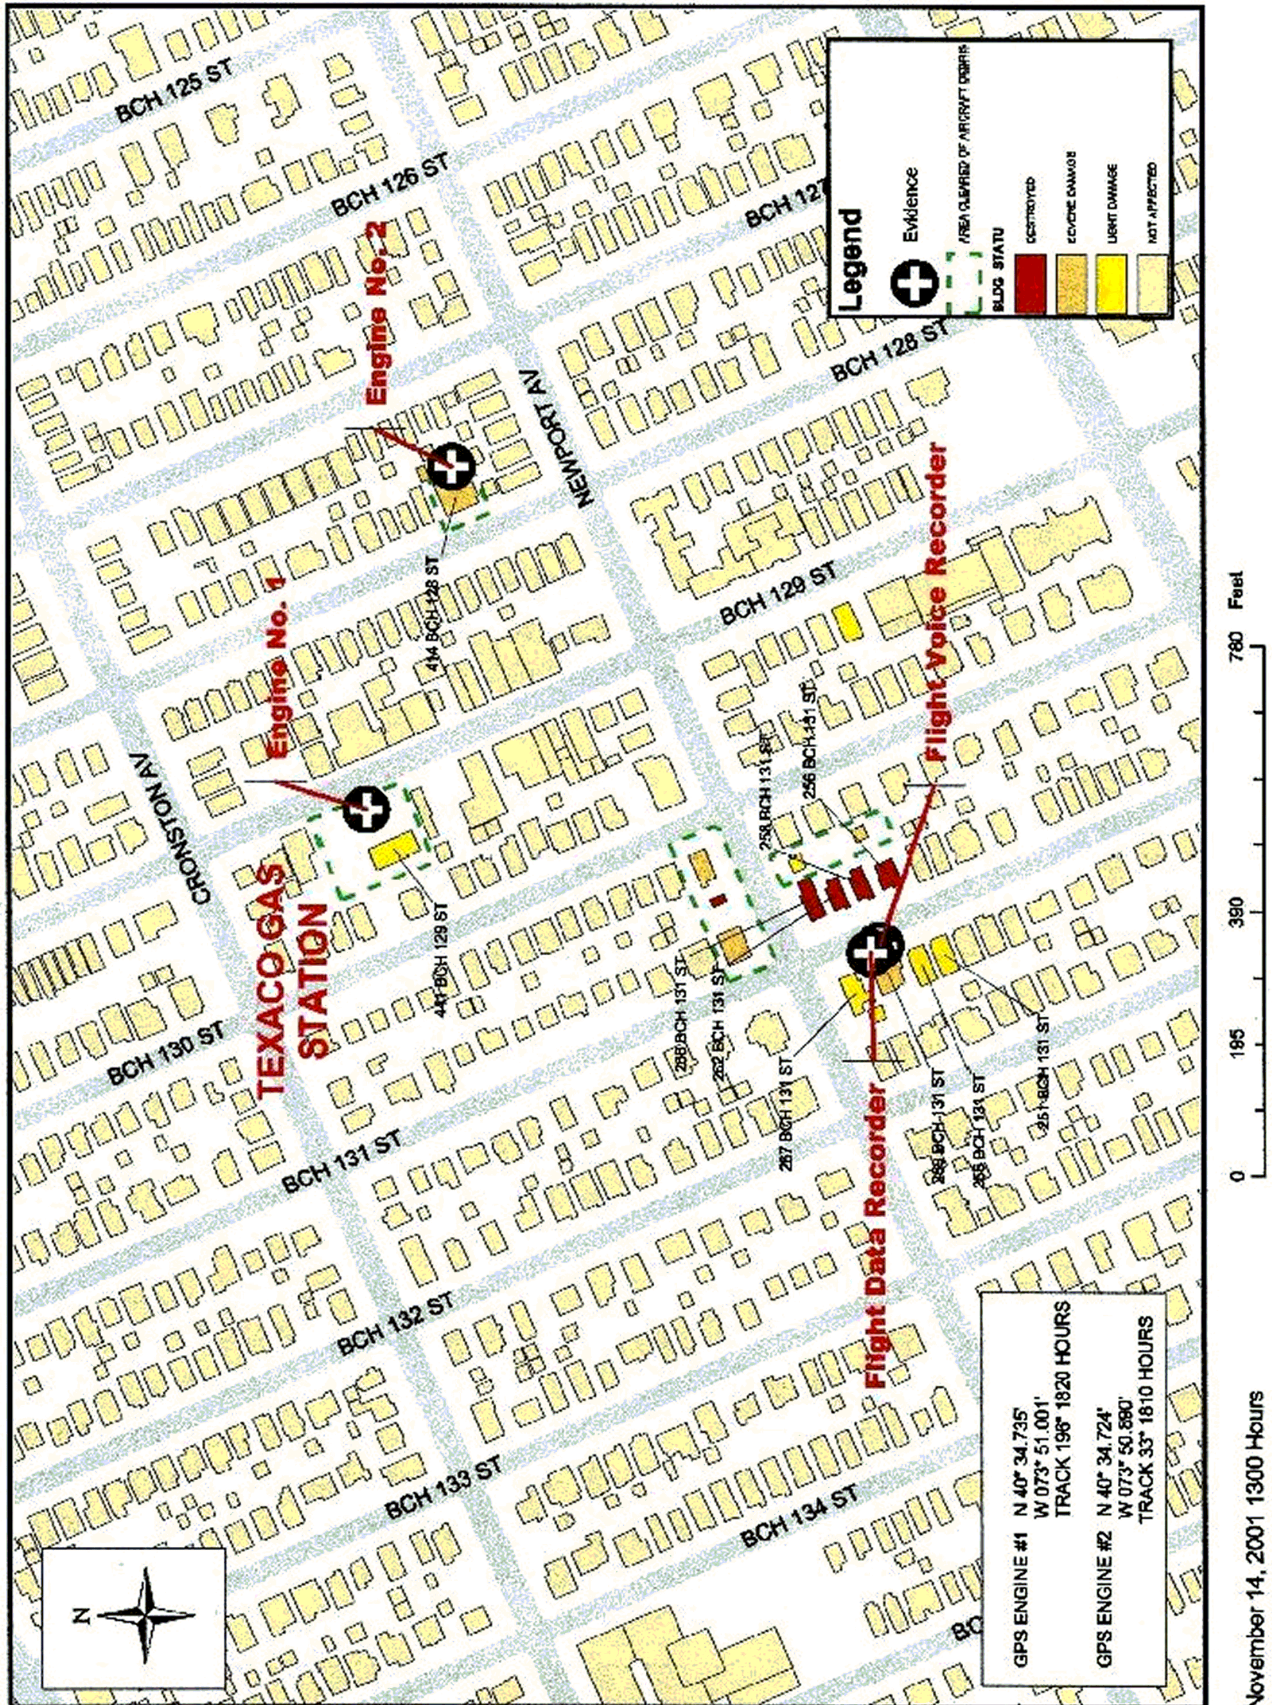 BCH 125 ST
BCH 126 ST
BCH 127
BCH 128 ST
Engine No. 2
NEWPORT AV
414 BCH 128 ST
Engine No. 1
BCH 129 ST
Flight Voice Recorder
258 BCH 131 ST
256 BCH 131 ST
CRONSTON AV
TEXACO GAS
STATION
441 BCH 129 ST
BCH 130 ST
266 BCH 131 ST
262 BCH 131 ST
267 BCH 131 ST
BCH 131 ST
251 BCH 131 ST
Flight Data Recorder
BCH 132 ST
BCH 133 ST
BCH 134 ST
Legend
Evidence
AREA CLEARED OF AIRCRAFT DEBRIS
BLDG STATU
DESTROYED
LIGHT DAMAGE
NOT AFFECTED
N
GPS ENGINE #1 N 40° 34.735'
W 073° 51.001'
TRACK 196° 1820 HOURS
GPS ENGINE #2 N 40° 34.724'
W 073° 50.890'
TRACK 33° 1810 HOURS
0 195 390 780 Feet
November 14, 2001 1300 Hours